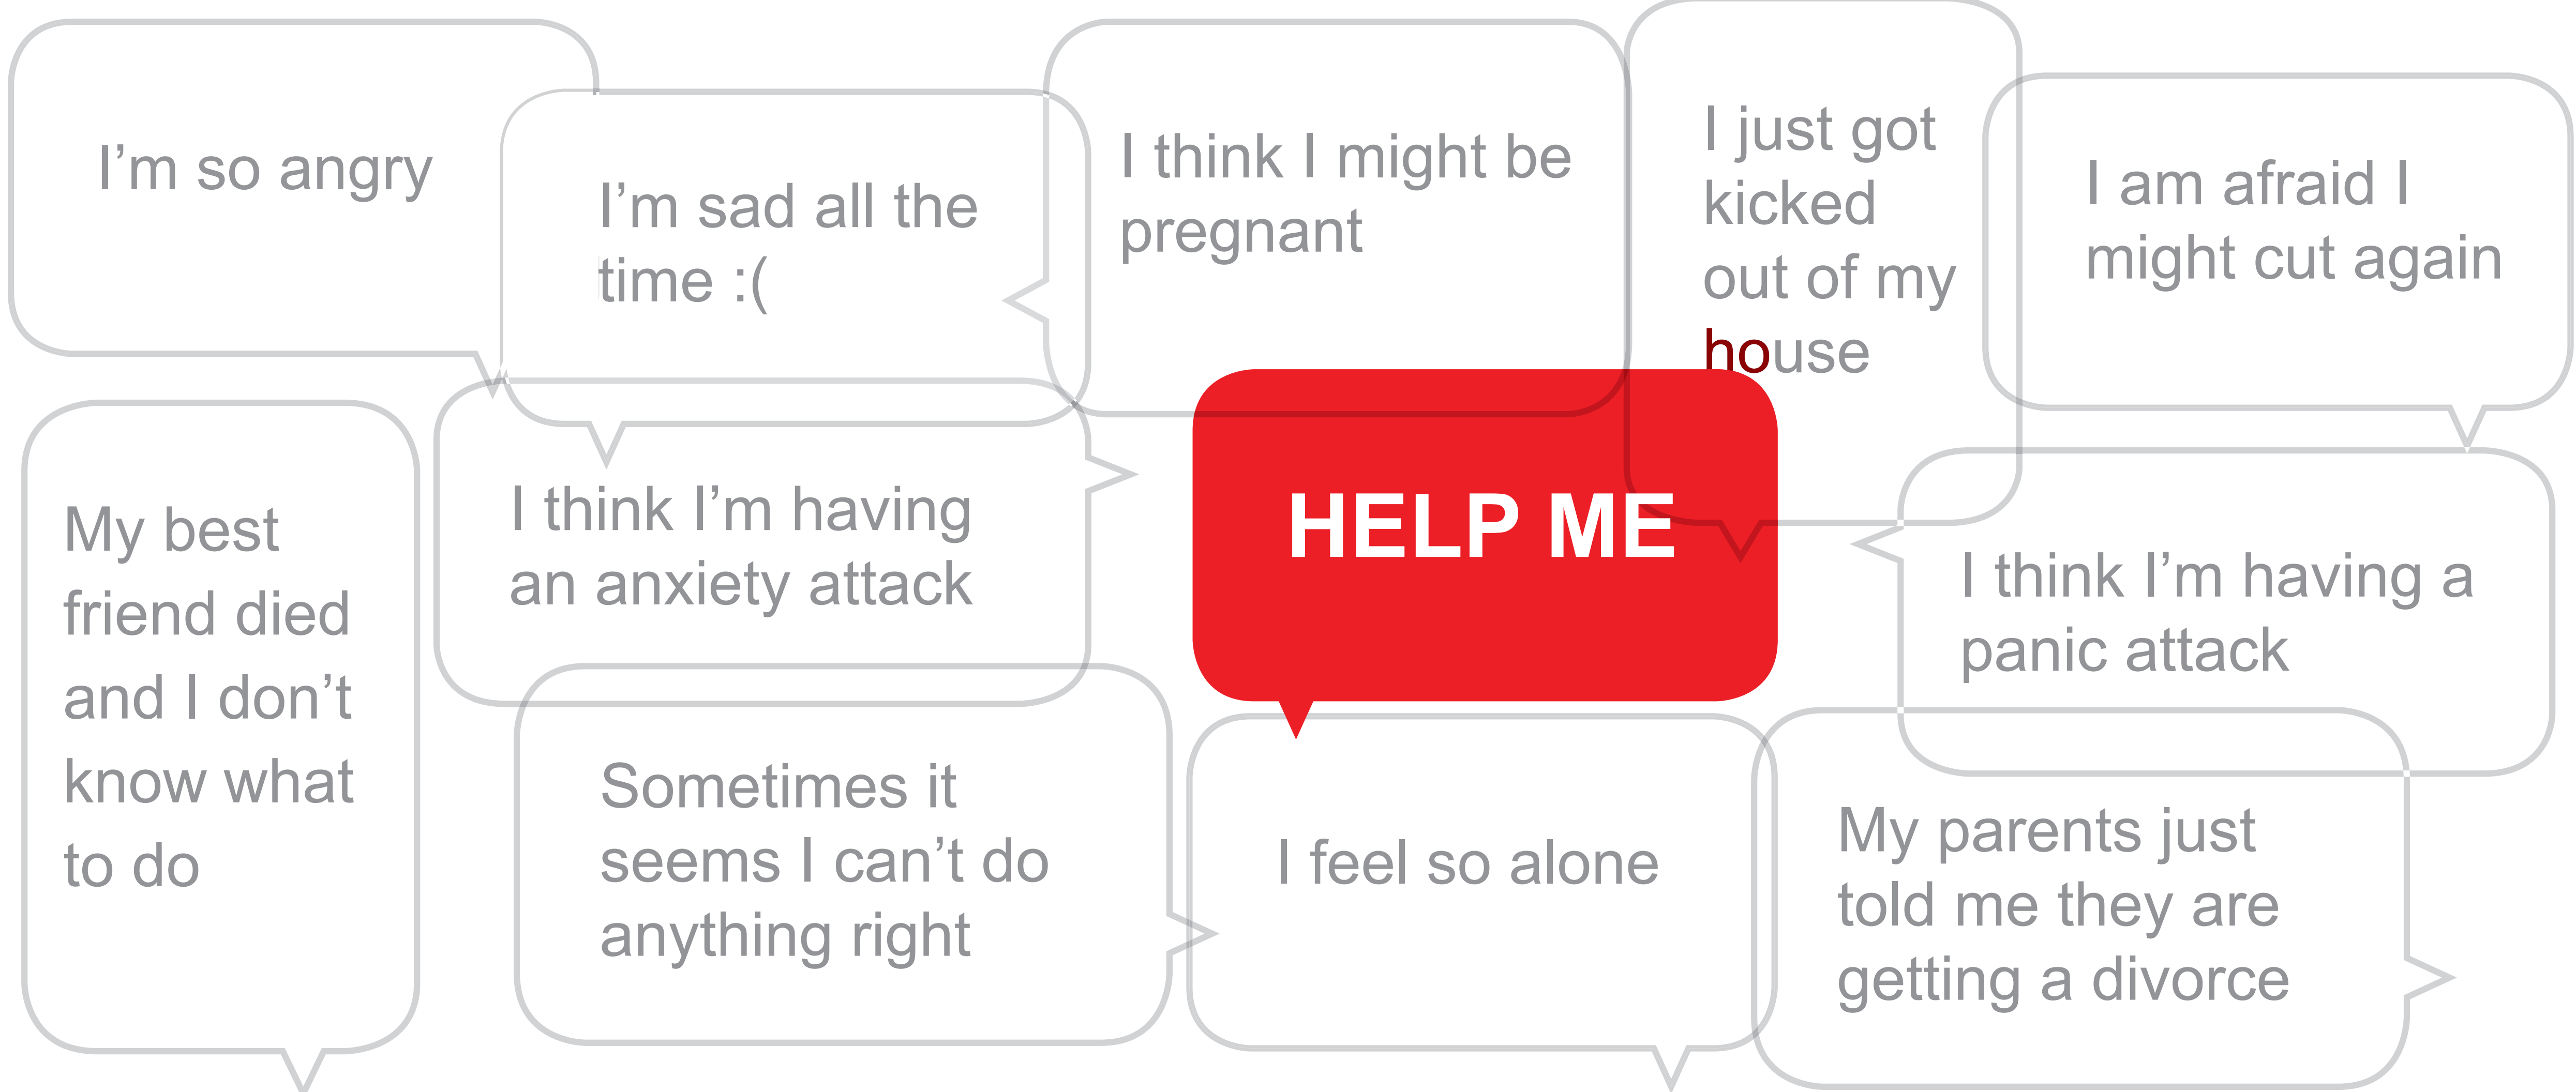 I’m so angry
I’m sad all the
time :(
I think I might be
pregnant
I just got
kicked
out of my
house
I am afraid I
might cut again
My best
friend died
and I don’t
know what
to do
I think I’m having
an anxiety attack
HELP ME
I think I’m having a
panic attack
Sometimes it
seems I can’t do
anything right
I feel so alone
My parents just
told me they are
getting a divorce